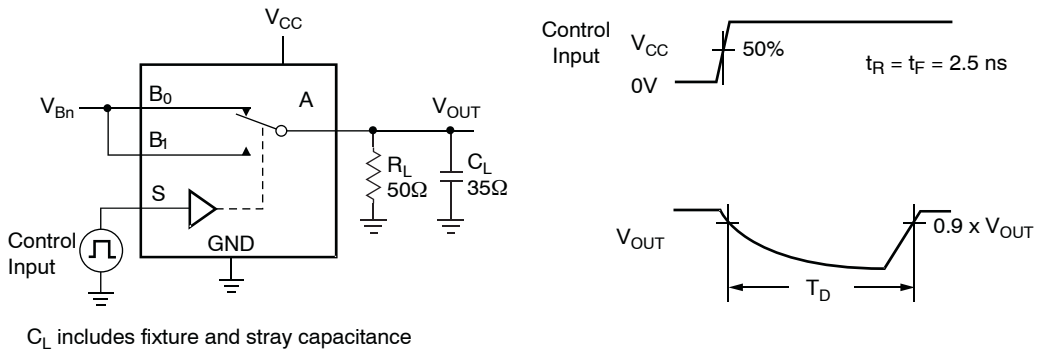 V_CC
V_Bn
B_0
A
V_OUT
B_1
R_L
50Ω
C_L
35Ω
S
GND
Control
Input
C_L includes fixture and stray capacitance
Control
Input
V_CC
50%
0V
t_R = t_F = 2.5 ns
V_OUT
0.9 x V_OUT
T_D